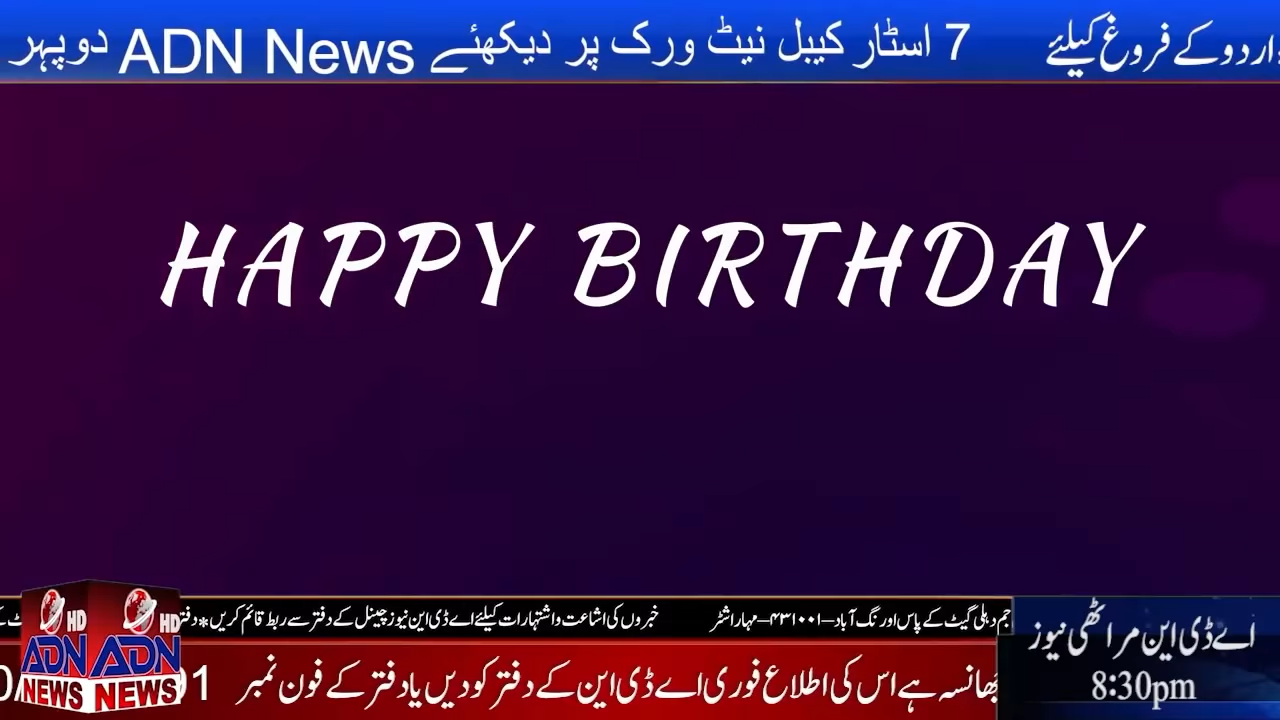 اردو کے فروغ کیلئے 7 اسٹار کیبل نیٹ ورک پر دیکھئے ADN News دوپہر
HAPPY BIRTHDAY
دہلی گیٹ کے پاس اورنگ آباد-۴۳۱۰۰۱-مہاراشٹر خبروں کی اشاعت و اشتہارات کیلئے اے ڈی این نیوز چینل کے دفتر سے ربط قائم کریں*
اے ڈی این مراٹھی نیوز
8:30pm
ہے اس کی اطلاع فوری اے ڈی این کے دفتر کو دیں یا دفتر کے فون نمبر 91
HD HD
ADN ADN
NEWS NEWS